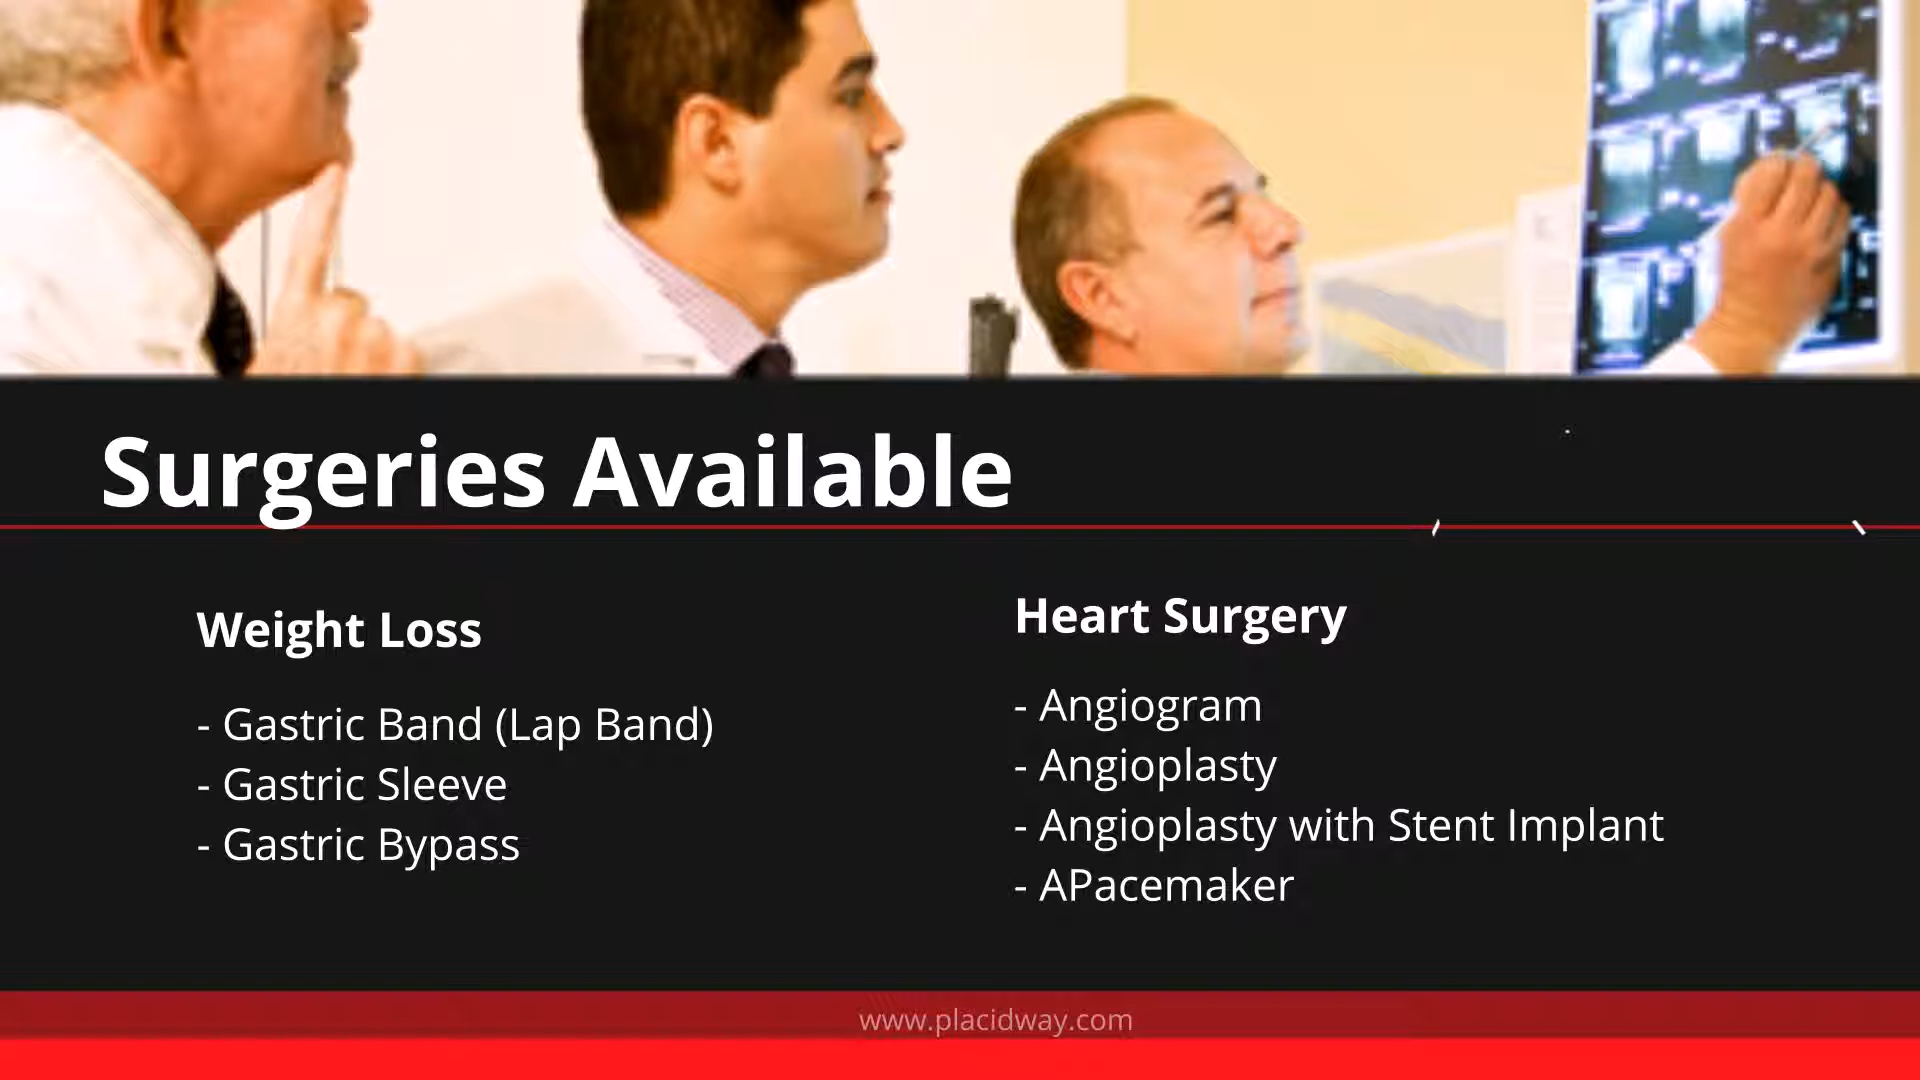 Surgeries Available
Weight Loss
- Gastric Band (Lap Band)
- Gastric Sleeve
- Gastric Bypass
Heart Surgery
- Angiogram
- Angioplasty
- Angioplasty with Stent Implant
- APacemaker
www.placidway.com